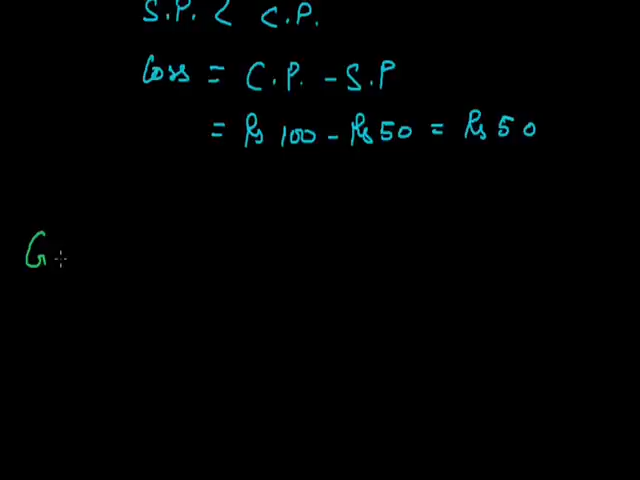 S.P. < C.P.
Loss = C.P. - S.P
= Rs 100 - Rs 50 = Rs 50
G